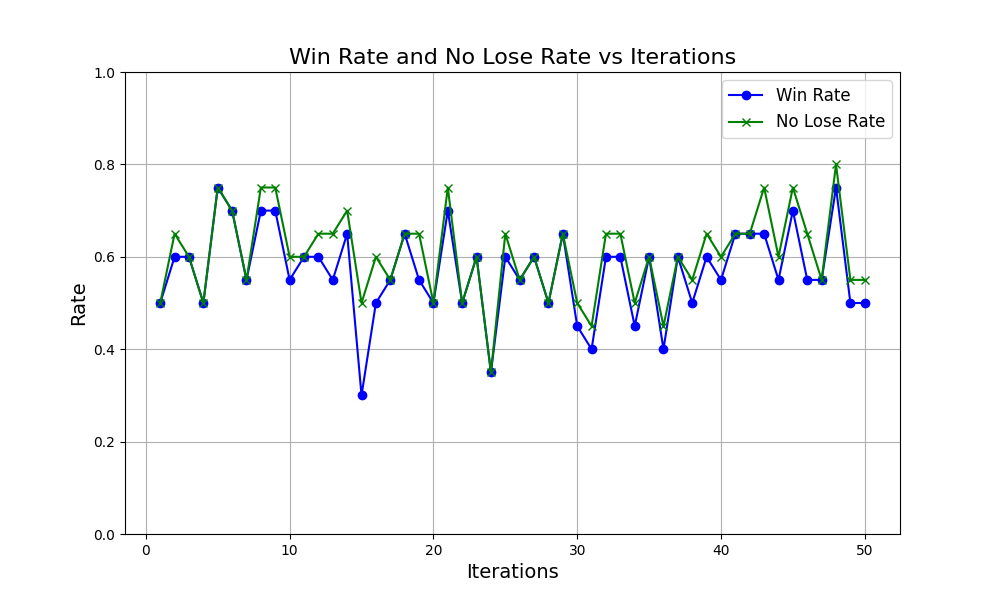 Win Rate and No Lose Rate vs Iterations
1.0
Win Rate
No Lose Rate
0.8
0.6
Rate
0.4
0.2
0.0
0 10 20 30 40 50
Iterations